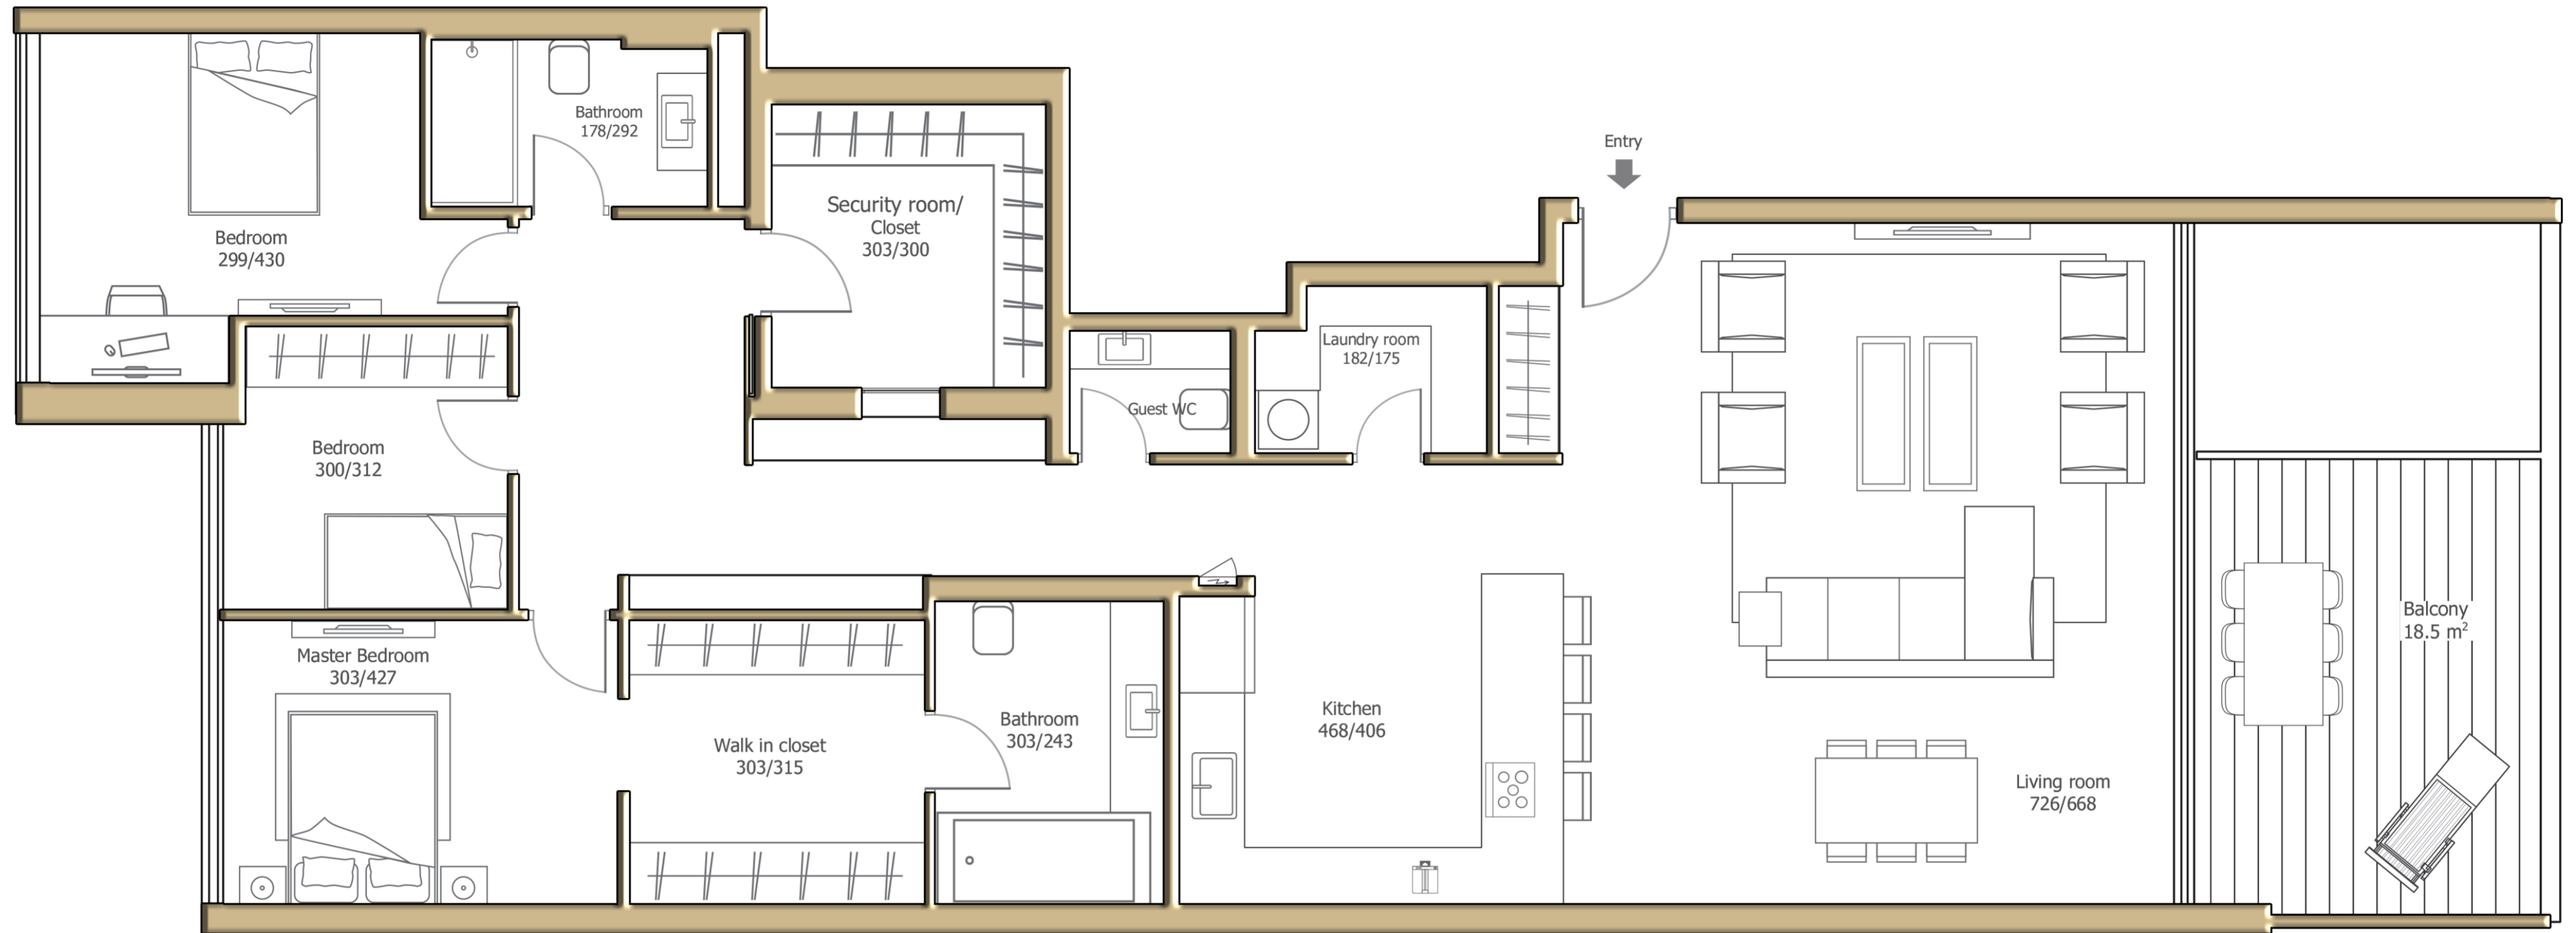 Bathroom
178/292
Entry
Security room/
Closet
303/300
Bedroom
299/430
Laundry room
182/175
Guest WC
Bedroom
300/312
Balcony
18.5 m²
Master Bedroom
303/427
Kitchen
468/406
Bathroom
303/243
Walk in closet
303/315
Living room
726/668